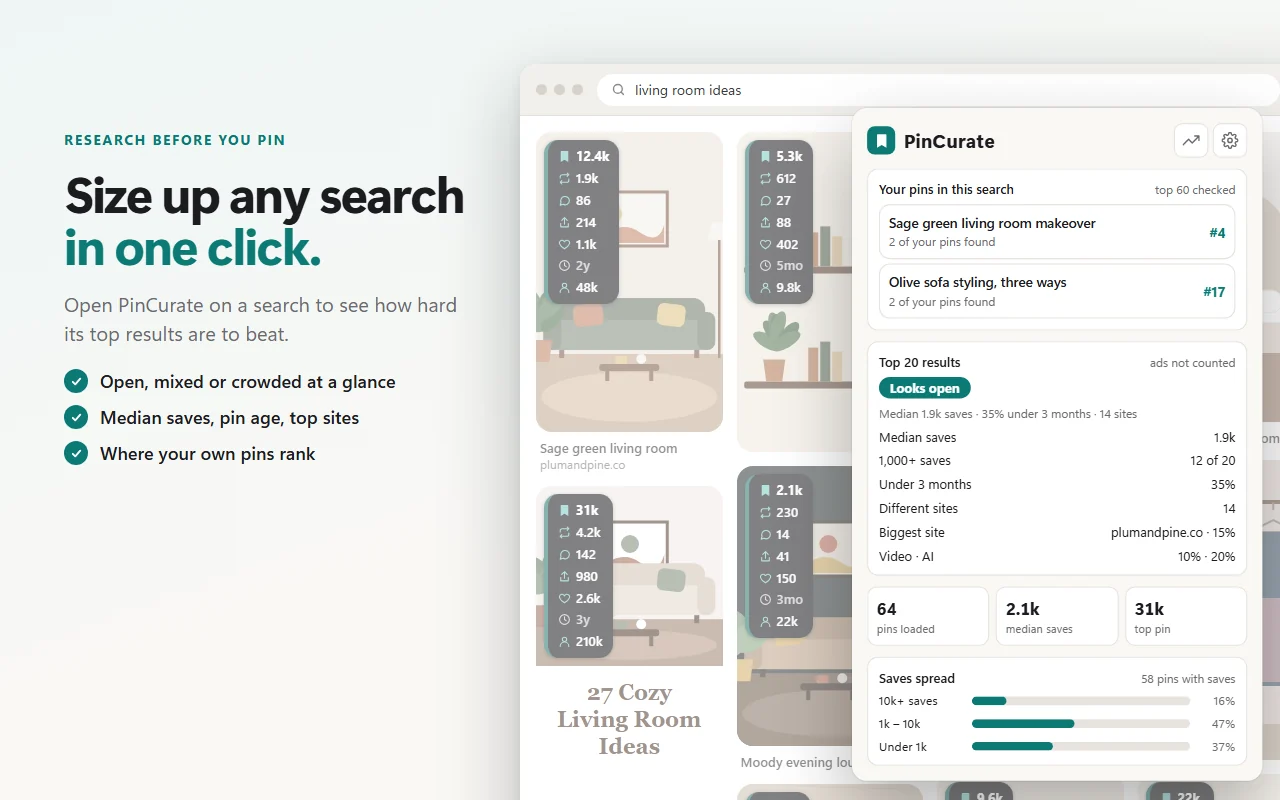 RESEARCH BEFORE YOU PIN
Size up any search
in one click.
Open PinCurate on a search to see how hard
its top results are to beat.
Open, mixed or crowded at a glance
Median saves, pin age, top sites
Where your own pins rank
living room ideas
12.4k
1.9k
86
214
1.1k
2y
48k
Sage green living room
plumandpine.co
31k
4.2k
142
980
2.6k
3y
210k
27 Cozy
Living Room
Ideas
5.3k
612
27
88
402
5mo
9.8k
2.1k
230
14
41
150
3mo
22k
Moody evening lou
PinCurate
Your pins in this search
top 60 checked
Sage green living room makeover
2 of your pins found
#4
Olive sofa styling, three ways
2 of your pins found
#17
Top 20 results
ads not counted
Looks open
Median 1.9k saves · 35% under 3 months · 14 sites
Median saves
1.9k
1,000+ saves
12 of 20
Under 3 months
35%
Different sites
14
Biggest site
plumandpine.co · 15%
Video · AI
10% · 20%
64
pins loaded
2.1k
median saves
31k
top pin
Saves spread
58 pins with saves
10k+ saves
16%
1k – 10k
47%
Under 1k
37%
9.6k
22k